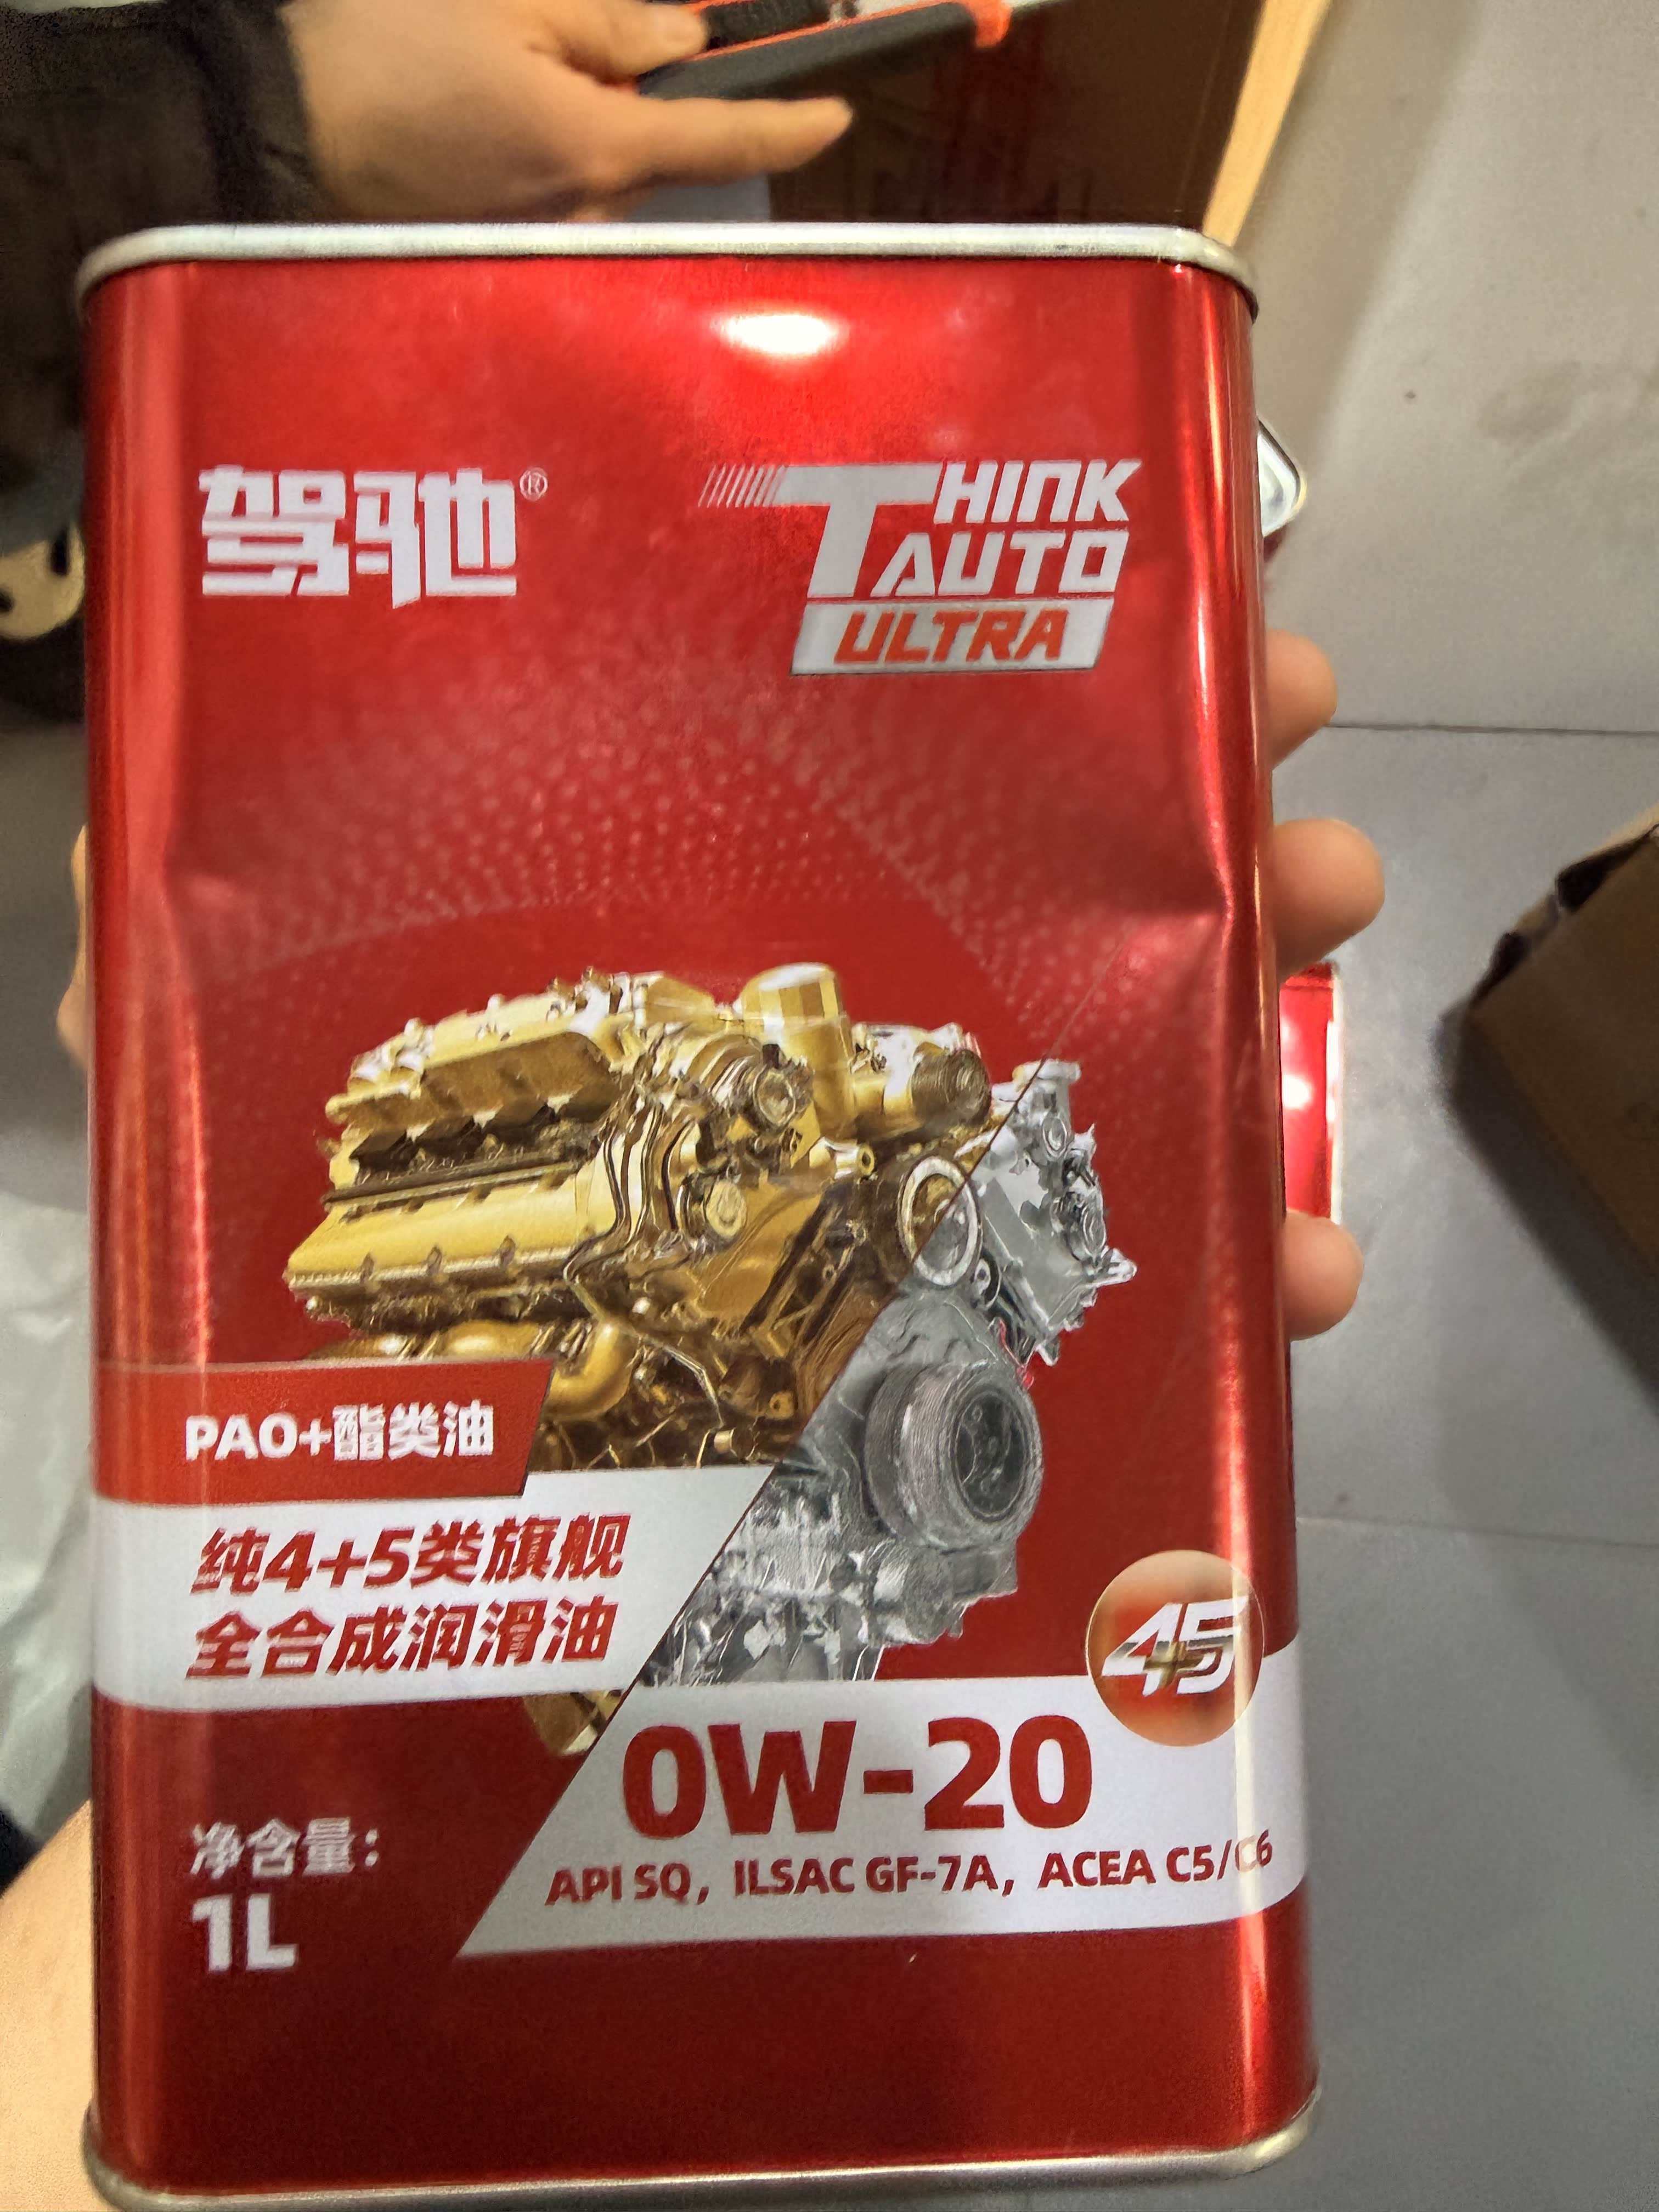 驾驰®
THINK
AUTO
ULTRA
PAO+酯类油
纯4+5类旗舰
全合成润滑油
4+5
0W-20
API SQ, ILSAC GF-7A, ACEA C5/C6
净含量:
1L